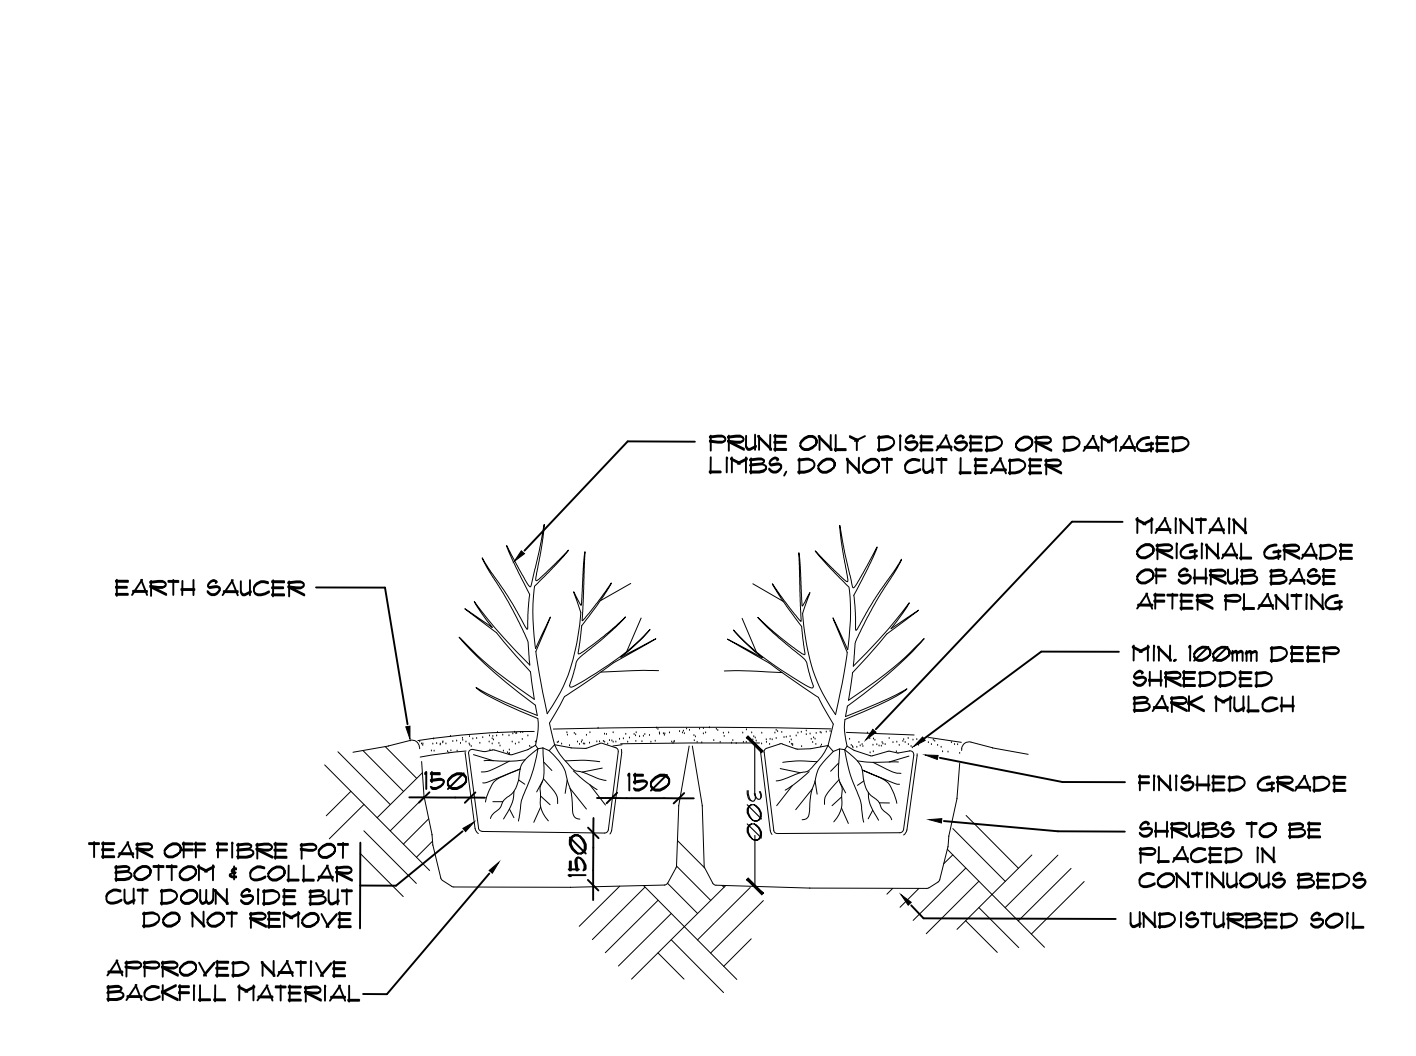 PRUNE ONLY DISEASED OR DAMAGED
LIMBS, DO NOT CUT LEADER
MAINTAIN
ORIGINAL GRADE
OF SHRUB BASE
AFTER PLANTING
EARTH SAUCER
MIN. 100mm DEEP
SHREDDED
BARK MULCH
150
150
300
150
FINISHED GRADE
SHRUBS TO BE
PLACED IN
CONTINUOUS BEDS
TEAR OFF FIBRE POT
BOTTOM & COLLAR
CUT DOWN SIDE BUT
DO NOT REMOVE
UNDISTURBED SOIL
APPROVED NATIVE
BACKFILL MATERIAL